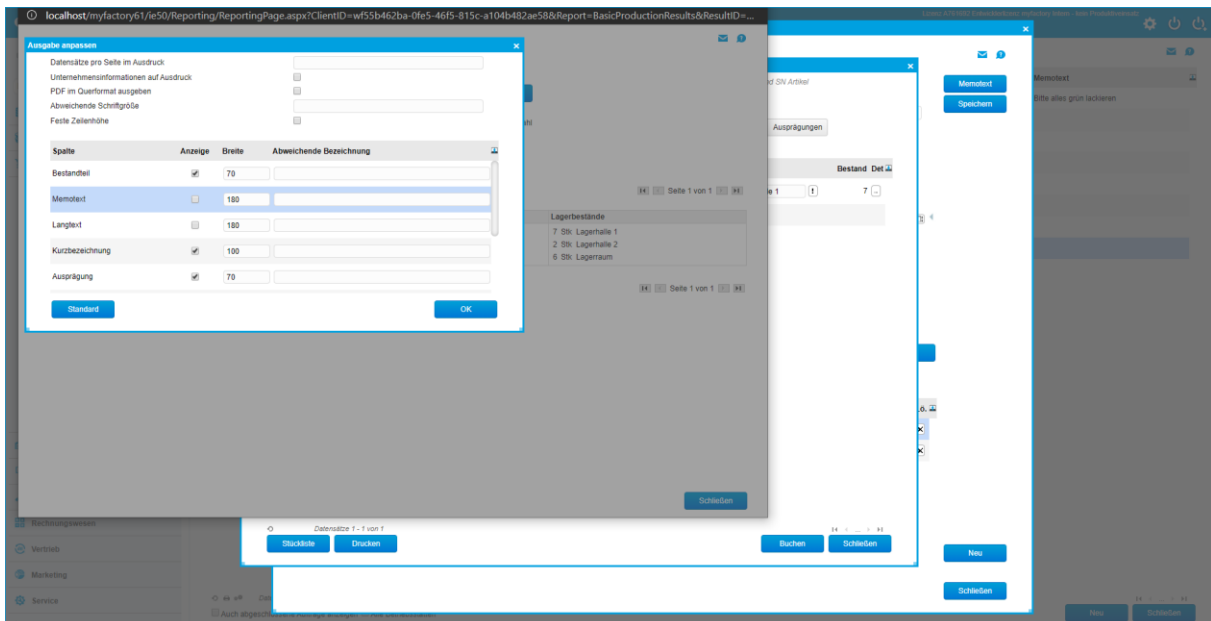 localhost/myfactory61/ie50/Reporting/ReportingPage.aspx?ClientID=wf55b462ba-0fe5-46f5-815c-a104b482ae58&Report=BasicProductionResults&ResultID=...
Ausgabe anpassen
Datensätze pro Seite im Ausdruck
Unternehmensinformationen auf Ausdruck
PDF im Querformat ausgeben
Abweichende Schriftgröße
Feste Zeilenhöhe
Spalte Anzeige Breite Abweichende Bezeichnung
Bestandteil 70
Memotext 180
Langtext 180
Kurzbezeichnung 100
Ausprägung 70
Standard OK
Seite 1 von 1
Lagerbestände
7 Stk Lagerhalle 1
2 Stk Lagerhalle 2
6 Stk Lagerraum
Seite 1 von 1
Schließen
SN Artikel
Ausprägungen
Bestand Det
e 1 ! 7 ...
Datensätze 1 - 1 von 1
Stückliste Drucken Buchen Schließen
Memotext
Speichern
Neu
Schließen
Memotext
Bitte alles grün lackieren
Rechnungswesen
Vertrieb
Marketing
Service
Neu Schließen